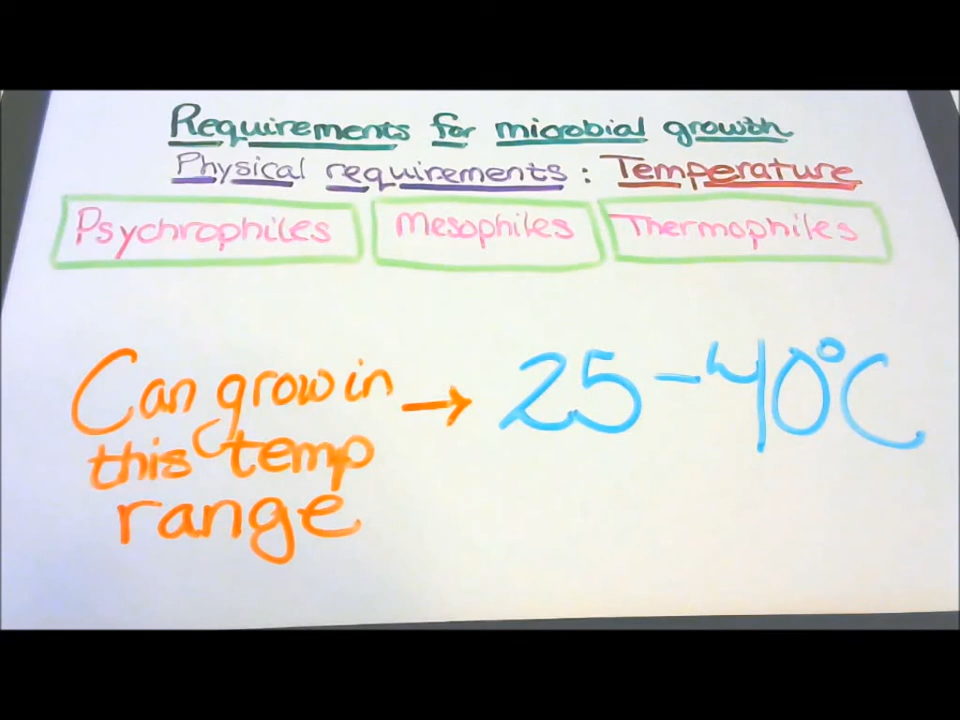 Requirements for microbial growth
Physical requirements: Temperature
Psychrophiles Mesophiles Thermophiles
Can grow in → 25-40°C
this temp
range